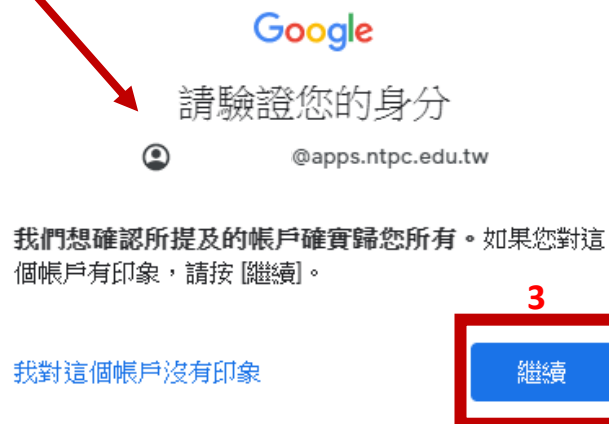 Google
請驗證您的身分
@apps.ntpc.edu.tw
我們想確認所提及的帳戶確實歸您所有。如果您對這
個帳戶有印象，請按 [繼續]。
3
我對這個帳戶沒有印象
繼續